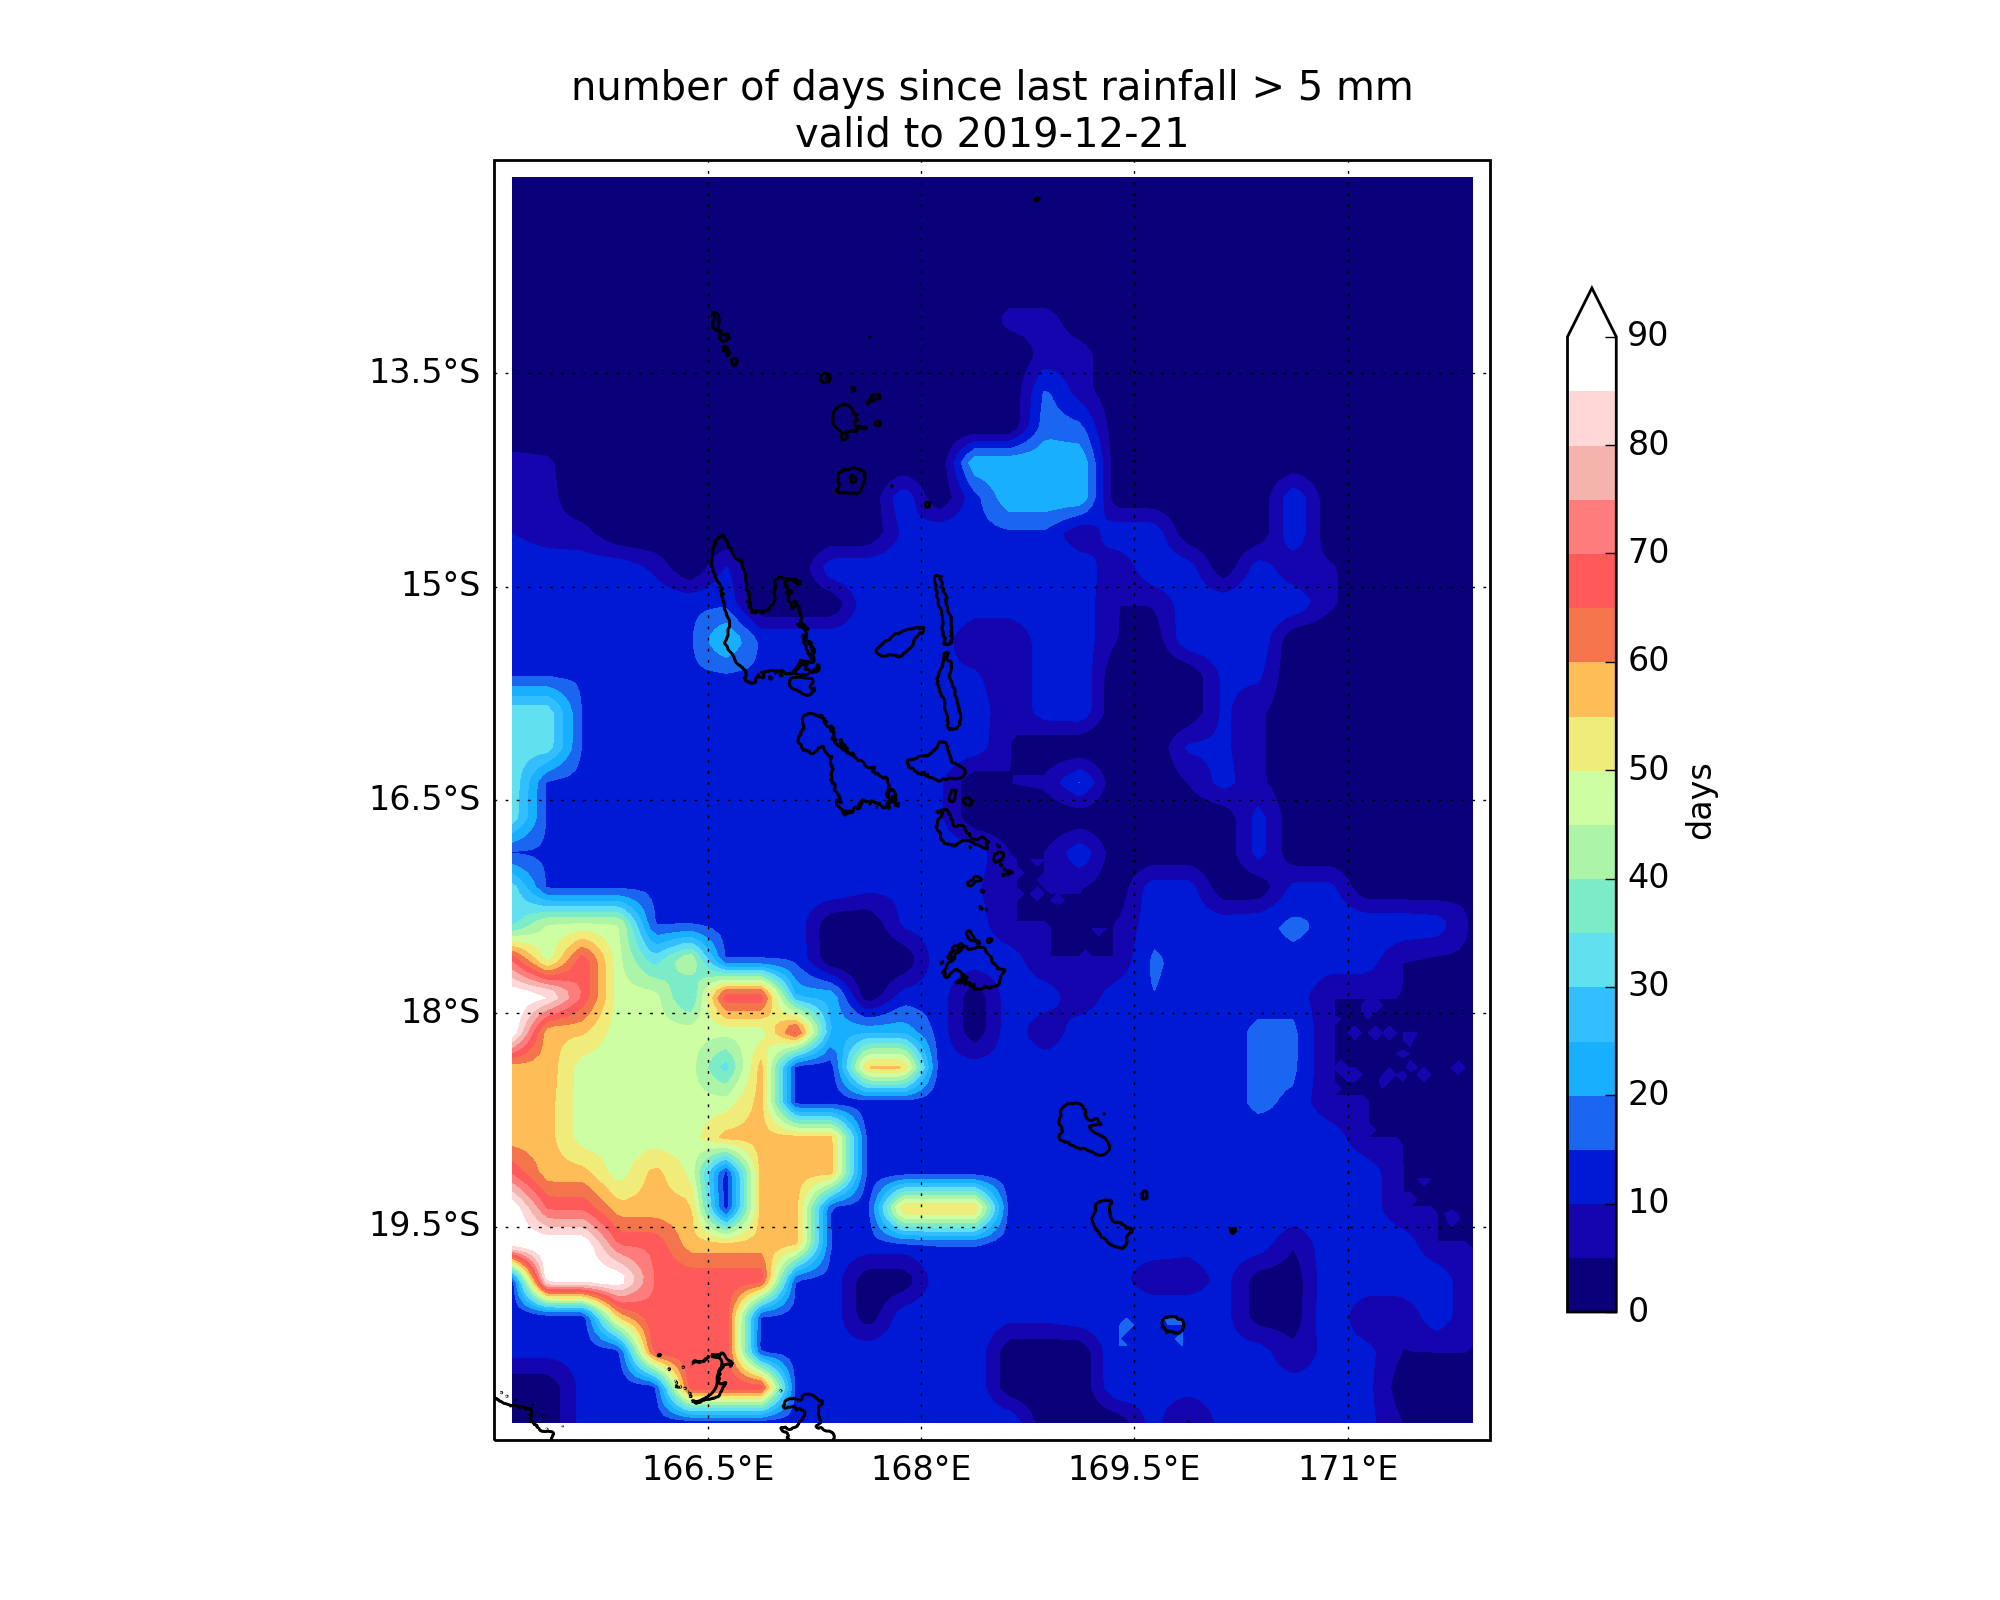 number of days since last rainfall > 5 mm
valid to 2019-12-21
13.5°S
15°S
16.5°S
18°S
19.5°S
166.5°E
168°E
169.5°E
171°E
90
80
70
60
50
40
30
20
10
0
days